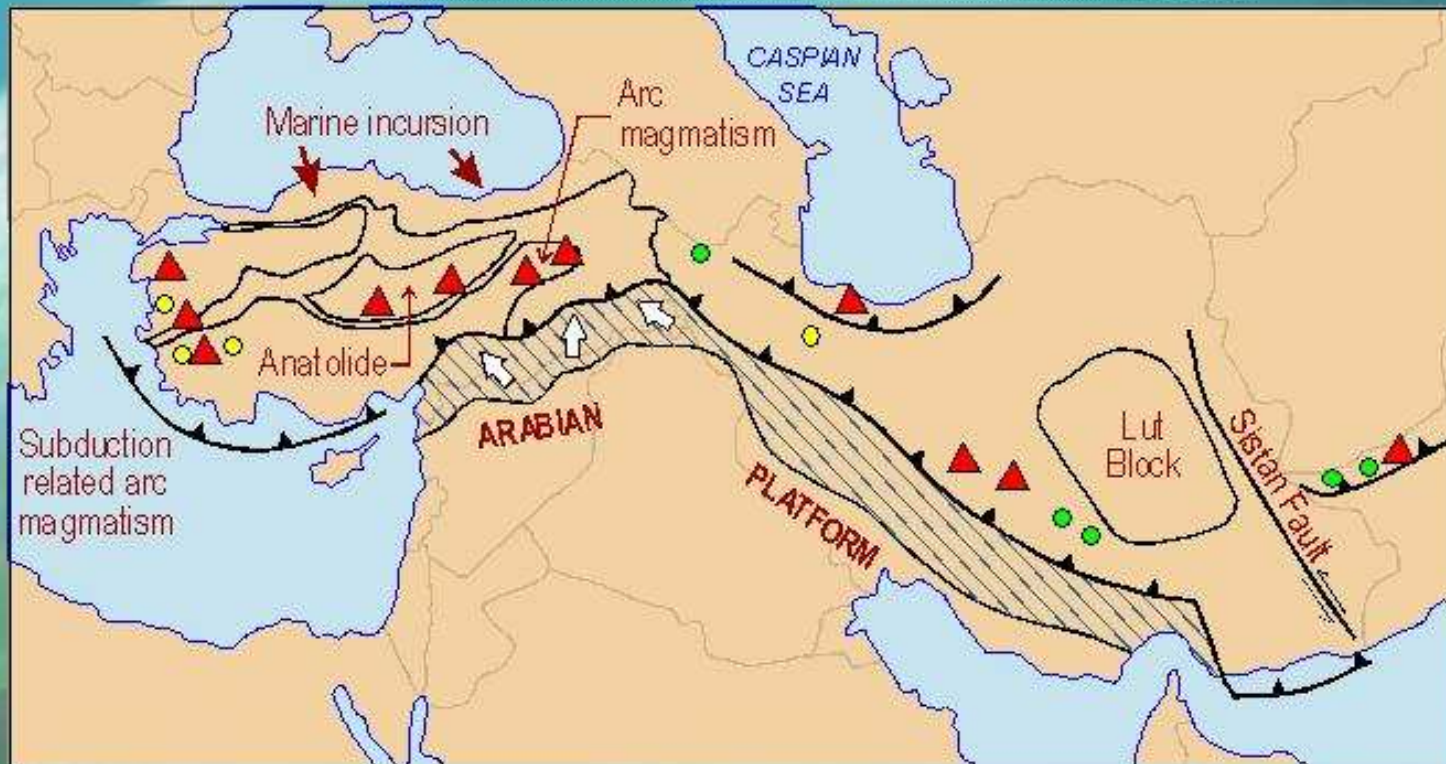 CASPIAN
SEA
Arc
magmatism
Marine incursion
Anatolide
Subduction
related arc
magmatism
ARABIAN
PLATFORM
Lut
Block
Sistan Fault